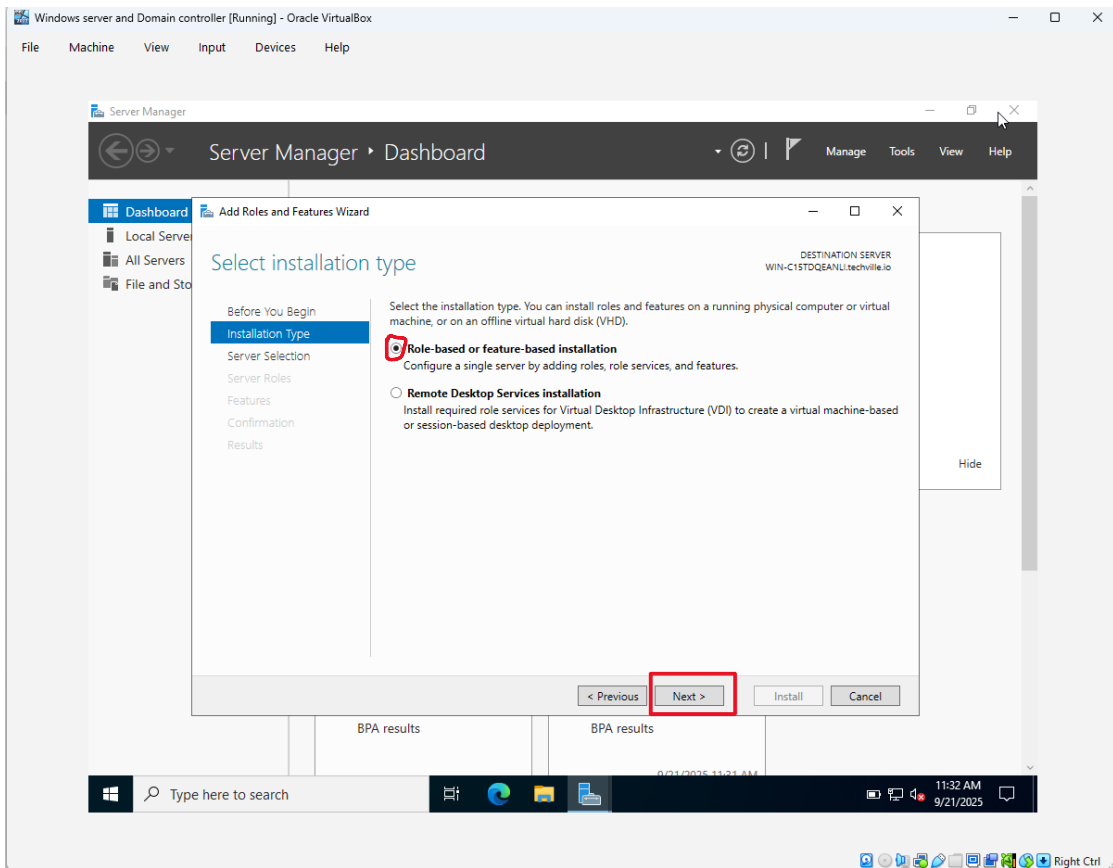 Windows server and Domain controller [Running] - Oracle VirtualBox
File Machine View Input Devices Help
Server Manager
Server Manager Dashboard
Manage Tools View Help
Dashboard
Local Server
All Servers
File and Sto
Add Roles and Features Wizard
Select installation type
DESTINATION SERVER
WIN-C1STDQEANLI.techville.io
Before You Begin
Installation Type
Server Selection
Server Roles
Features
Confirmation
Results
Select the installation type. You can install roles and features on a running physical computer or virtual
machine, or on an offline virtual hard disk (VHD).
Role-based or feature-based installation
Configure a single server by adding roles, role services, and features.
Remote Desktop Services installation
Install required role services for Virtual Desktop Infrastructure (VDI) to create a virtual machine-based
or session-based desktop deployment.
Hide
< Previous Next > Install Cancel
BPA results
BPA results
9/21/2025 11:31 AM
Type here to search
11:32 AM
9/21/2025
Right Ctrl